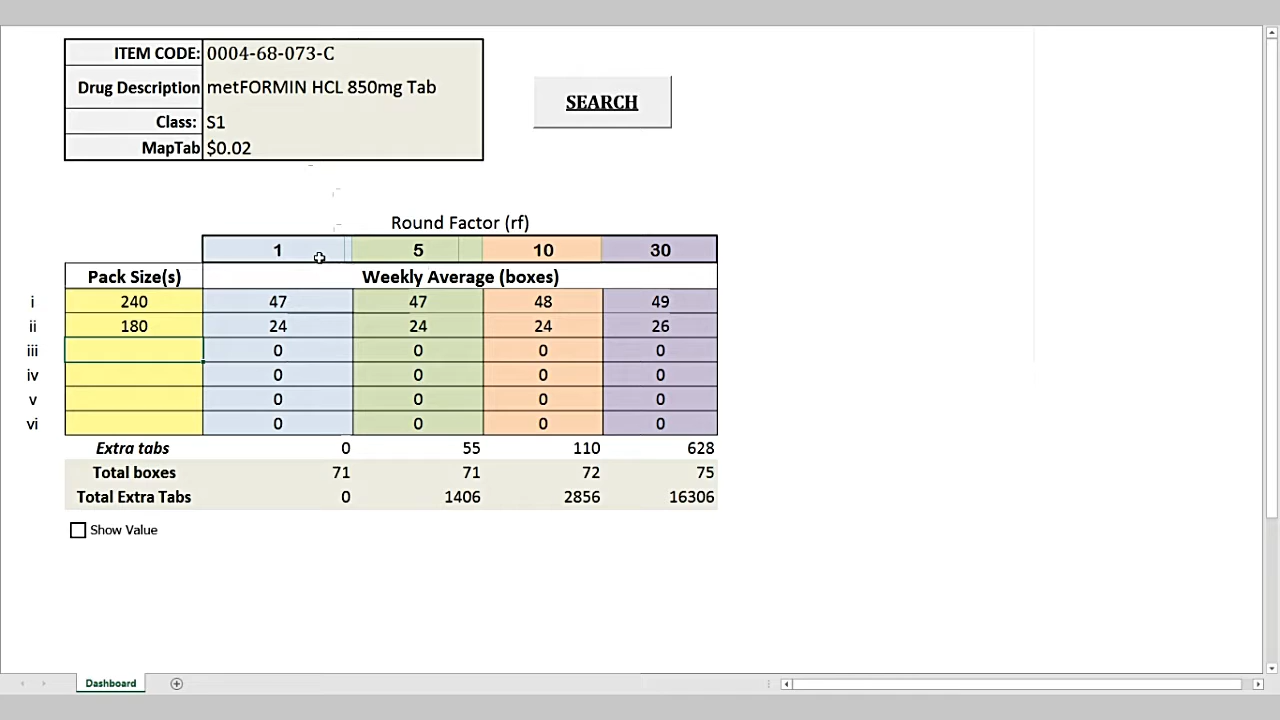 ITEM CODE: 0004-68-073-C
Drug Description metFORMIN HCL 850mg Tab
Class: S1
MapTab $0.02
SEARCH
Round Factor (rf)
1 5 10 30
Pack Size(s) Weekly Average (boxes)
i 240 47 47 48 49
ii 180 24 24 24 26
iii 0 0 0 0
iv 0 0 0 0
v 0 0 0 0
vi 0 0 0 0
Extra tabs 0 55 110 628
Total boxes 71 71 72 75
Total Extra Tabs 0 1406 2856 16306
Show Value
Dashboard